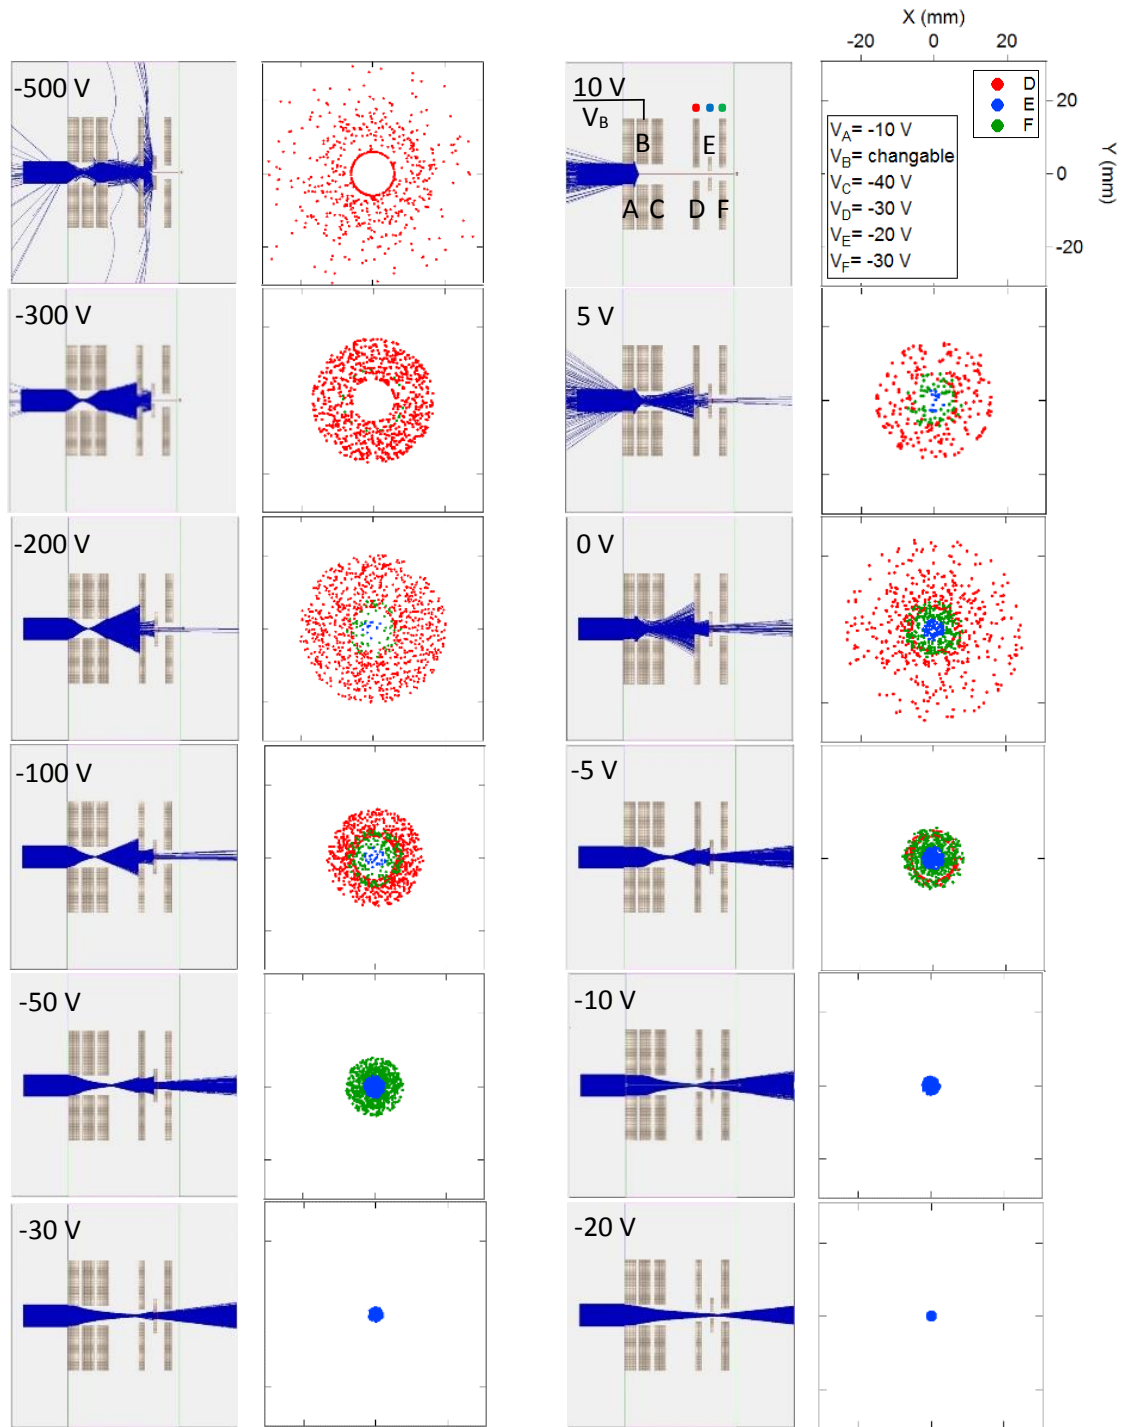 X (mm)
-20 0 20
-500 V
10 V
V_B
B
E
A C D F
D
E
F
V_A= -10 V
V_B= changable
V_C= -40 V
V_D= -30 V
V_E= -20 V
V_F= -30 V
20
0
-20
Y (mm)
-300 V
5 V
-200 V
0 V
-100 V
-5 V
-50 V
-10 V
-30 V
-20 V